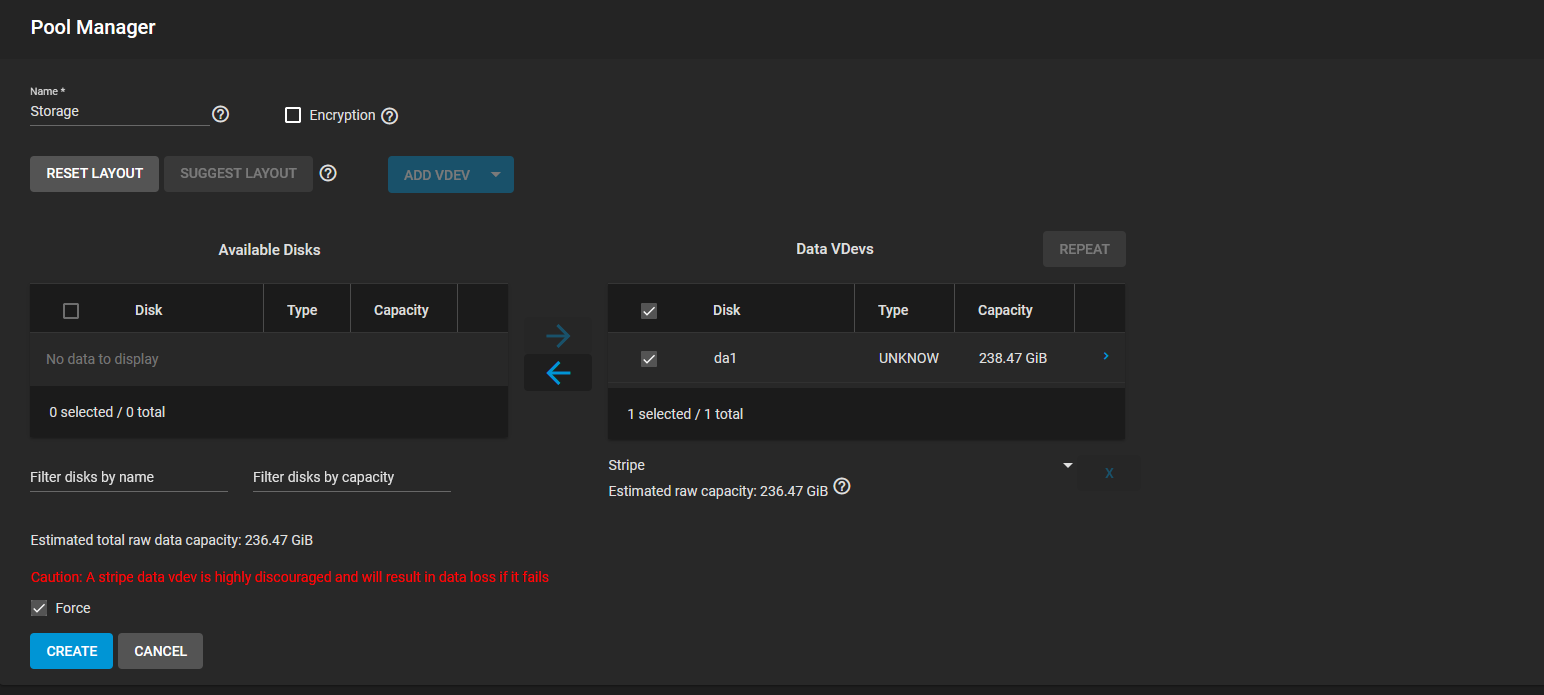 Pool Manager
Name *
Storage
Encryption
RESET LAYOUT SUGGEST LAYOUT ADD VDEV
Available Disks
Disk Type Capacity
No data to display
0 selected / 0 total
Filter disks by name Filter disks by capacity
Data VDevs REPEAT
Disk Type Capacity
da1 UNKNOW 238.47 GiB
1 selected / 1 total
Stripe X
Estimated raw capacity: 236.47 GiB
Estimated total raw data capacity: 236.47 GiB
Caution: A stripe data vdev is highly discouraged and will result in data loss if it fails
Force
CREATE CANCEL